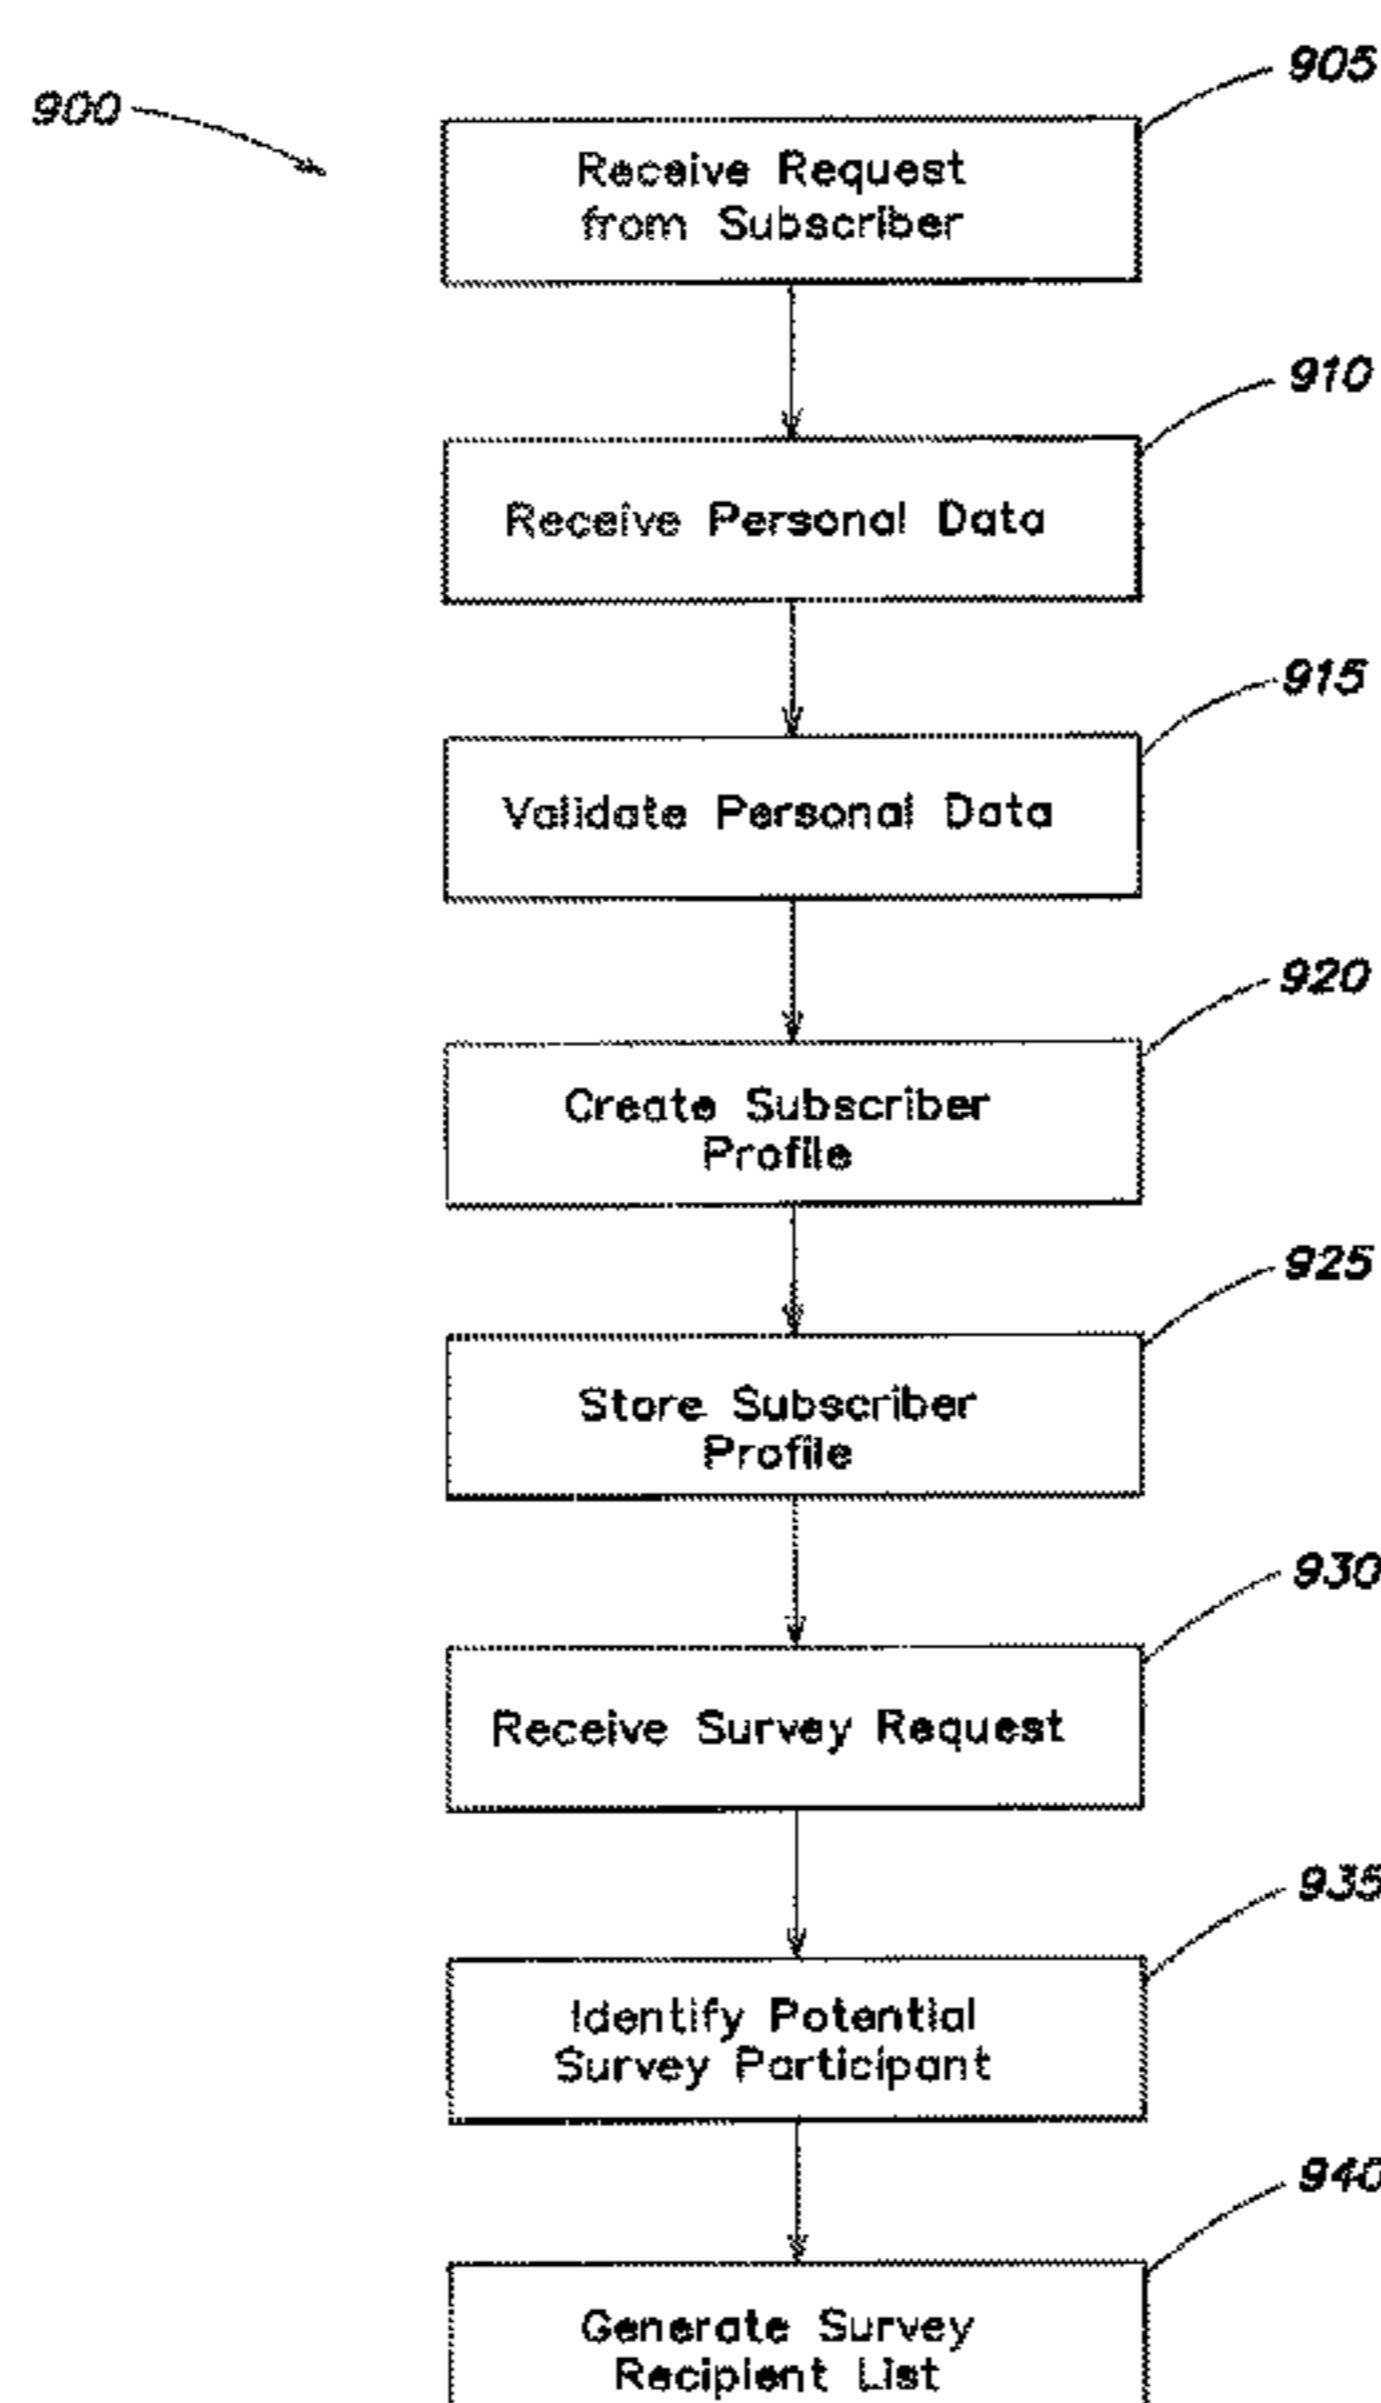 905
900
Receive Request
from Subscriber
910
Receive Personal Data
915
Validate Personal Data
920
Create Subscriber
Profile
925
Store Subscriber
Profile
930
Receive Survey Request
935
Identify Potential
Survey Participant
940
Generate Survey
Recipient List